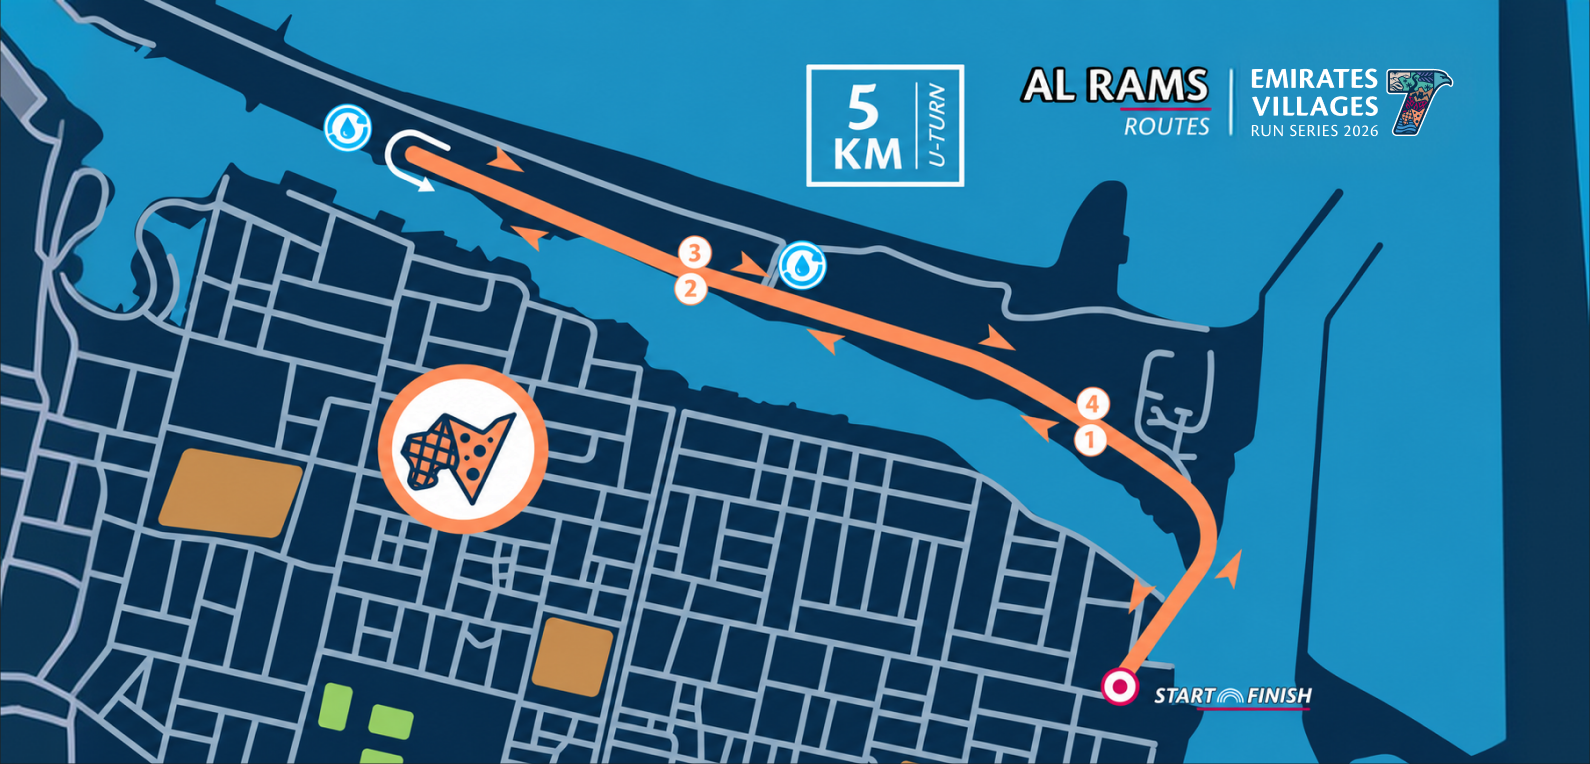 5
KM
U-TURN
AL RAMS
ROUTES
EMIRATES
VILLAGES
RUN SERIES 2026
3
2
4
1
START FINISH